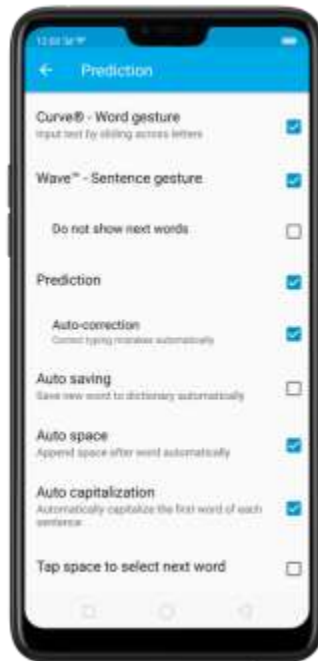 Prediction
Curve® - Word gesture
Input text by sliding across letters
Wave™ - Sentence gesture
Do not show next words
Prediction
Auto-correction
Correct typing mistakes automatically
Auto saving
Save new word to dictionary automatically
Auto space
Append space after word automatically
Auto capitalization
Automatically capitalize the first word of each
sentence
Tap space to select next word